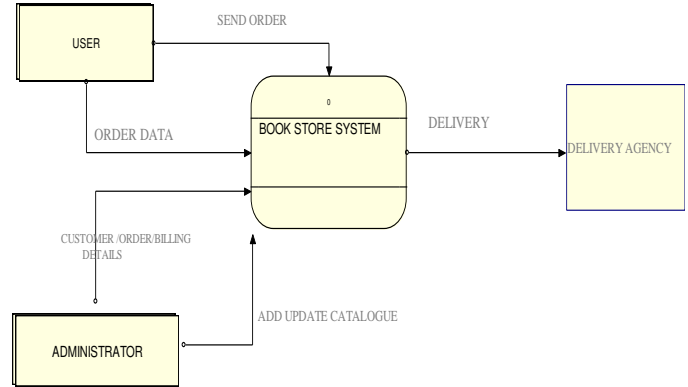 SEND ORDER
USER
0
BOOK STORE SYSTEM
ORDER DATA
DELIVERY
DELIVERY AGENCY
CUSTOMER /ORDER/BILLING
DETAILS
ADD UPDATE CATALOGUE
ADMINISTRATOR